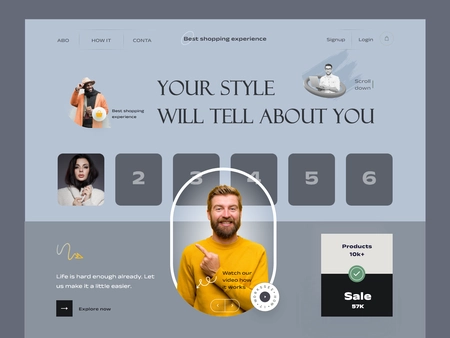 ABO
HOW IT
CONTA
Best shopping experience
Signup
Login
YOUR STYLE
WILL TELL ABOUT YOU
Best shopping
experience
Scroll
down
2
3
4
5
6
Life is hard enough already. Let
us make it a little easier.
Explore now
Watch our
video how
it works
Products
10k+
Sale
57K